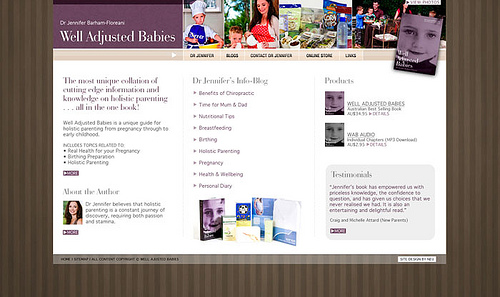 VIEW PHOTOS
Dr Jennifer Barham-Floreani
Well Adjusted Babies
Well Adjusted
Babies
DR JENNIFER BLOGS CONTACT DR JENNIFER ONLINE STORE LINKS
The most unique collation of
cutting edge information and
knowledge on holistic parenting
. . . all in the one book!
Well Adjusted Babies is a unique guide for
holistic parenting from pregnancy through to
early childhood.
INCLUDES TOPICS RELATED TO:
• Real Health for your Pregnancy
• Birthing Preparation
• Holistic Parenting
MORE
About the Author
Dr Jennifer believes that holistic
parenting is a constant journey of
discovery, requiring both passion
and stamina.
MORE
Dr Jennifer's Info-Blog
Benefits of Chiropractic
Time for Mum & Dad
Nutritional Tips
Breastfeeding
Birthing
Holistic Parenting
Pregnancy
Health & Wellbeing
Personal Diary
Products
WELL ADJUSTED BABIES
Australian Best Selling Book
AU$34.95 DETAILS
WAB AUDIO
Individual Chapters (MP3 Download)
AU$2.95 DETAILS
Testimonials
"Jennifer's book has empowered us with
priceless knowledge, the confidence to
question, and has given us choices that we
never realised we had. It is also an
entertaining and delightful read."
Craig and Michelle Astard (New Parents)
MORE
HOME I SITEMAP I ALL CONTENT COPYRIGHT © WELL ADJUSTED BABIES
SITE DESIGN BY NEX